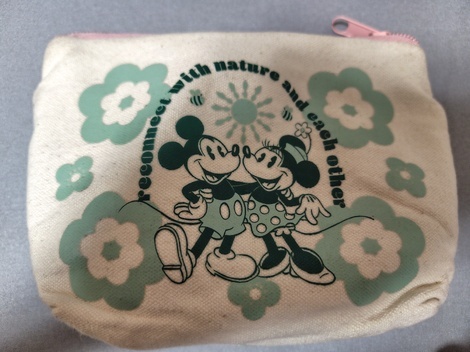 reconnect with nature and each other